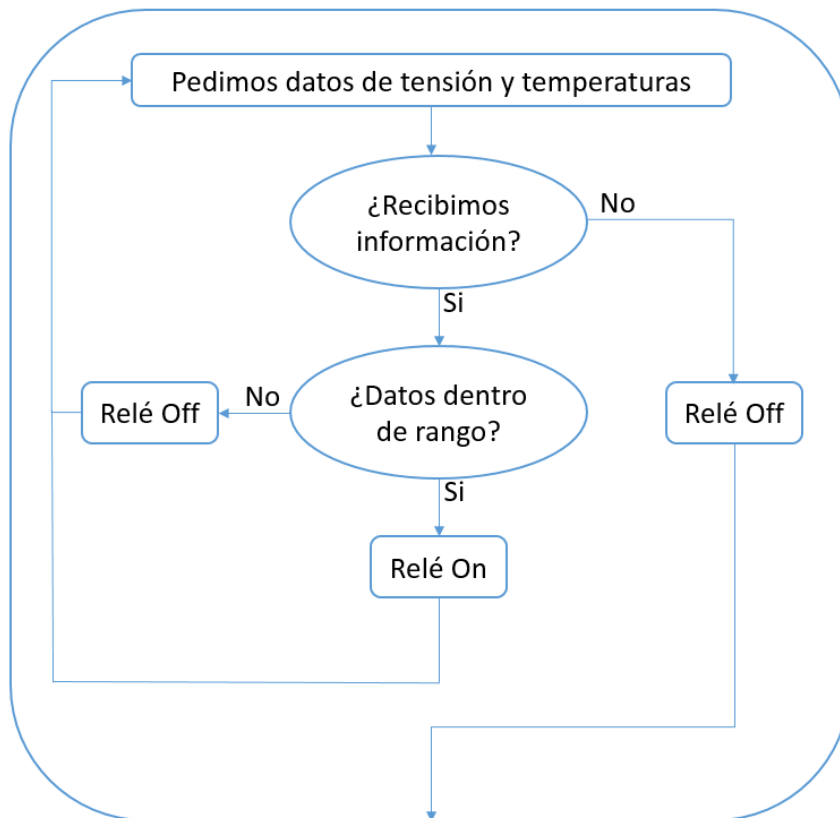 Pedimos datos de tensión y temperaturas
¿Recibimos
información?
No
Si
¿Datos dentro
de rango?
No
Relé Off
Relé Off
Si
Relé On